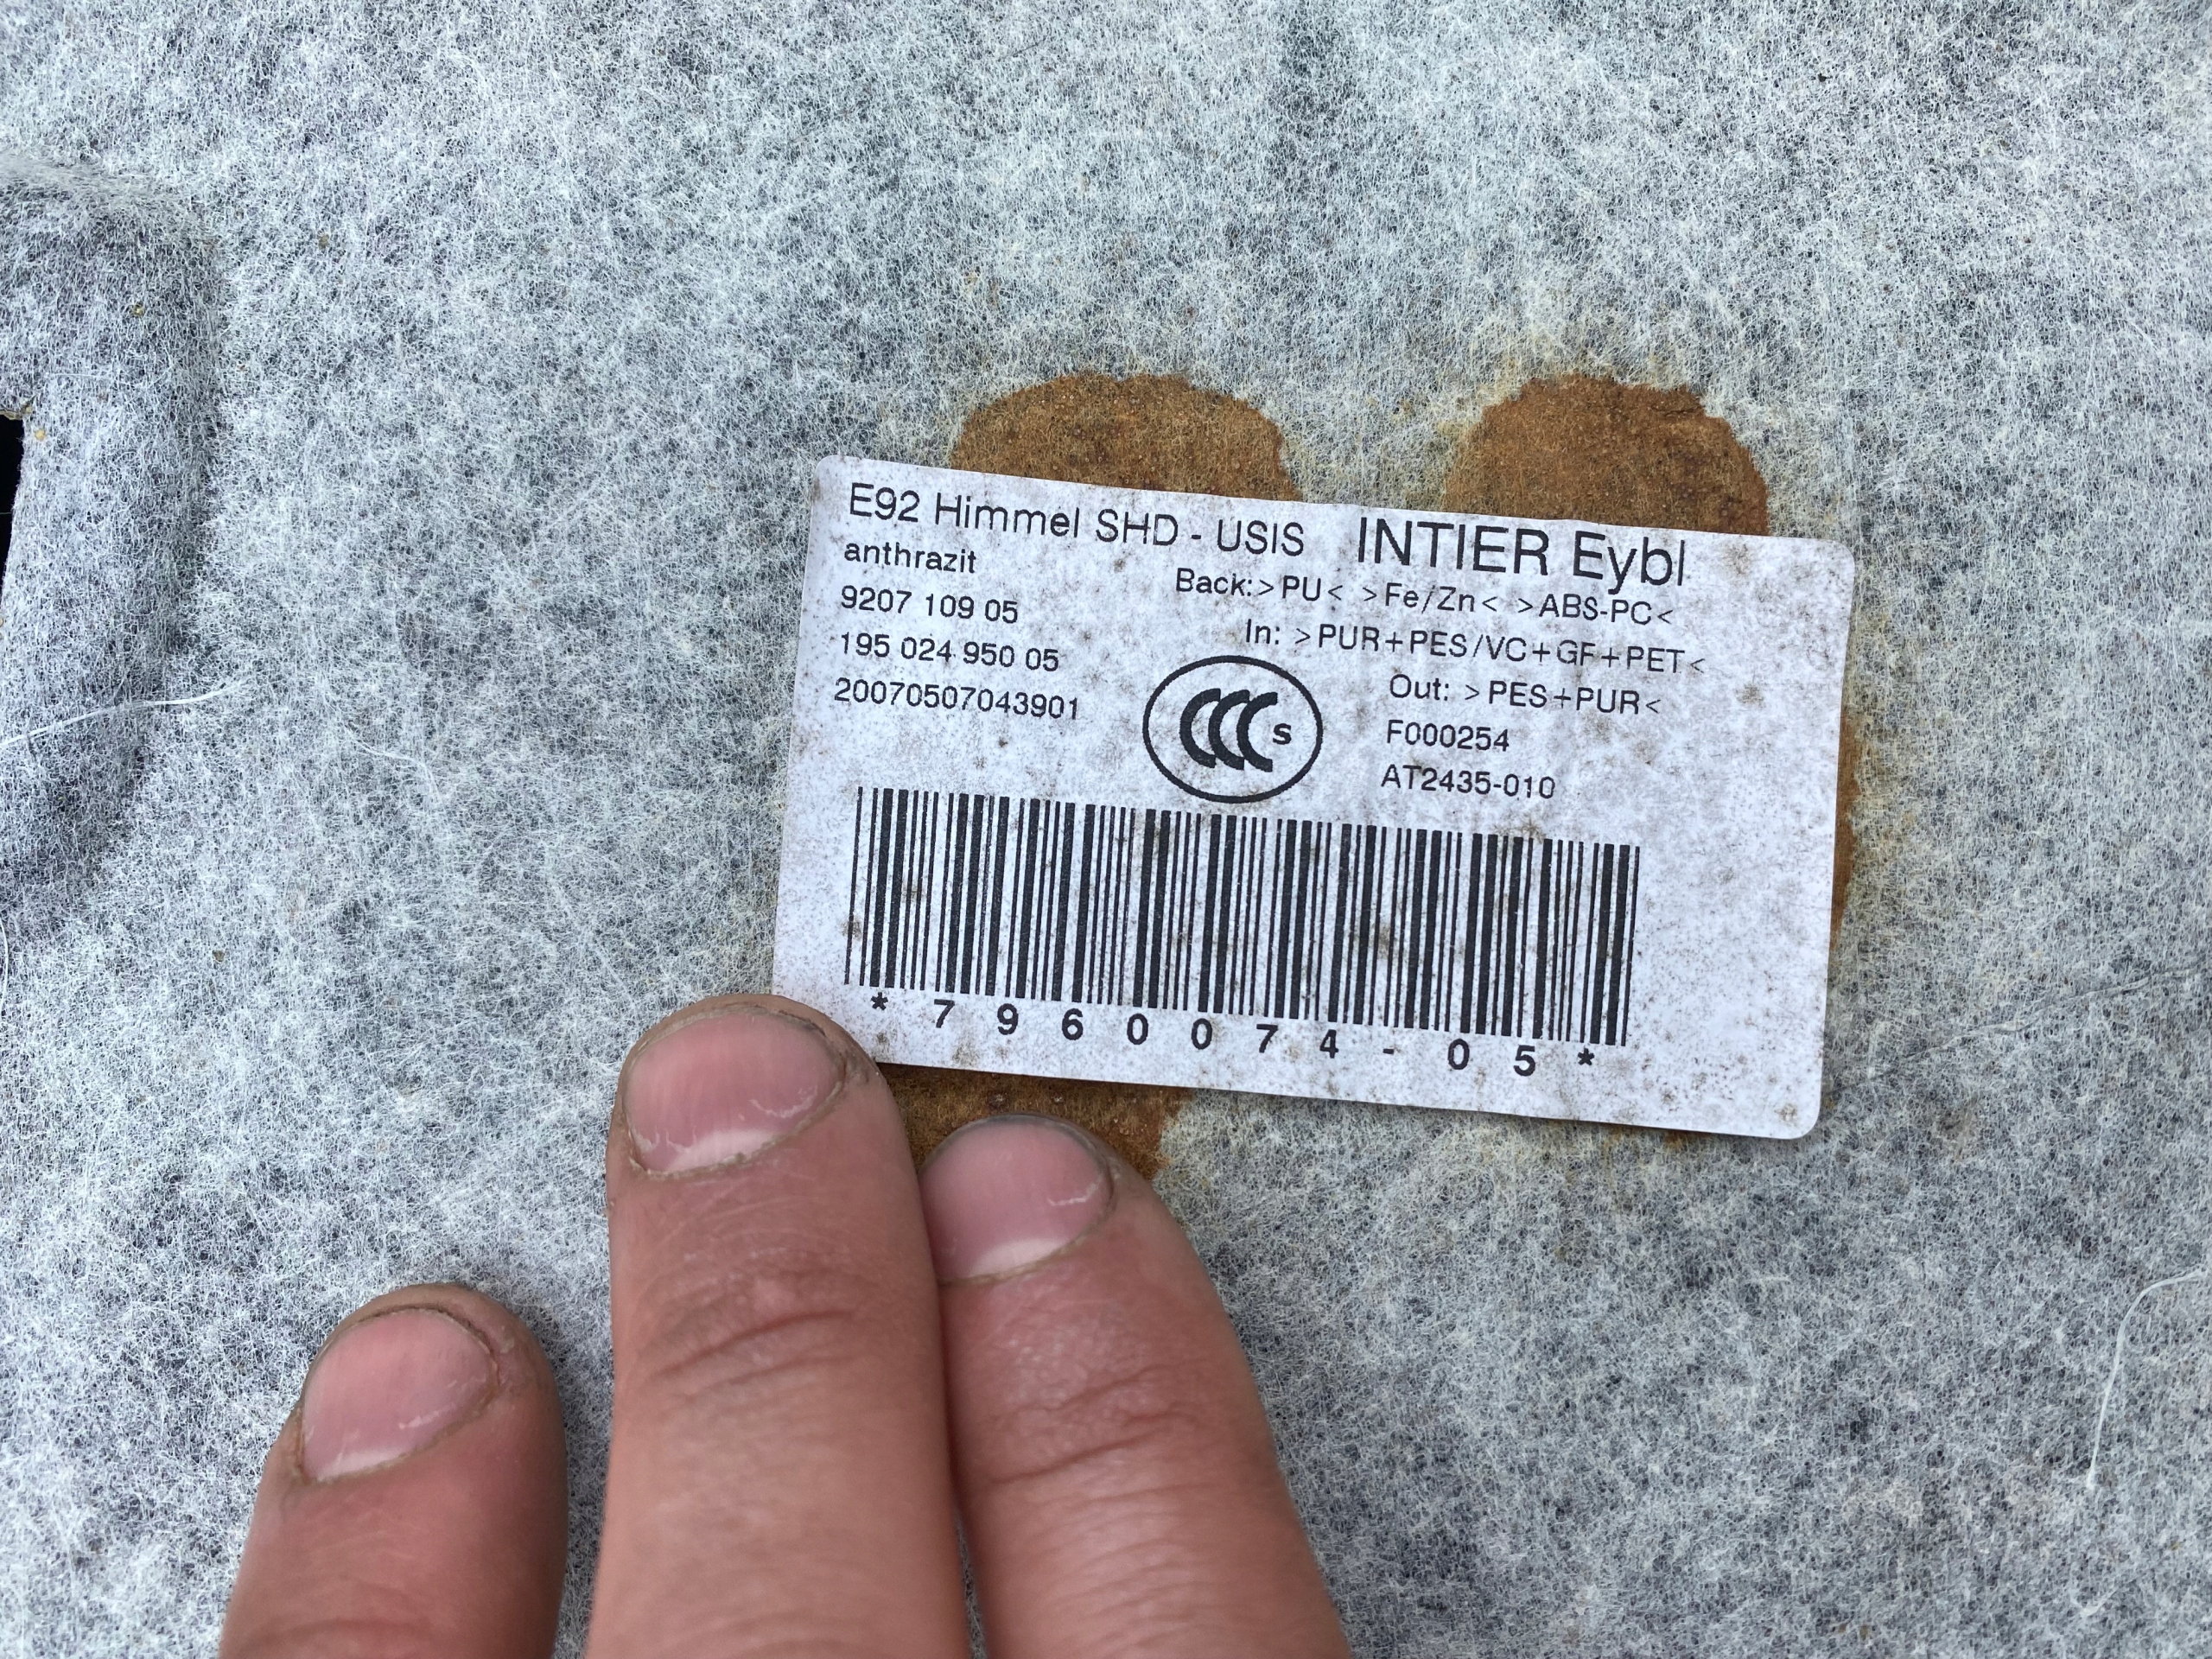 E92 Himmel SHD - USIS INTIER Eybl
anthrazit
Back:>PU< >Fe/Zn< >ABS-PC<
9207 109 05
In: >PUR+PES/VC+GF+PET<
195 024 950 05
Out: >PES+PUR<
20070507043901
CCC S
F000254
AT2435-010
*7960074-05*